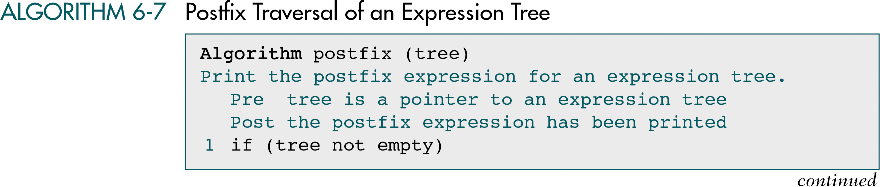 ALGORITHM 6-7 Postfix Traversal of an Expression Tree
Algorithm postfix (tree)
Print the postfix expression for an expression tree.
Pre tree is a pointer to an expression tree
Post the postfix expression has been printed
1 if (tree not empty)
continued